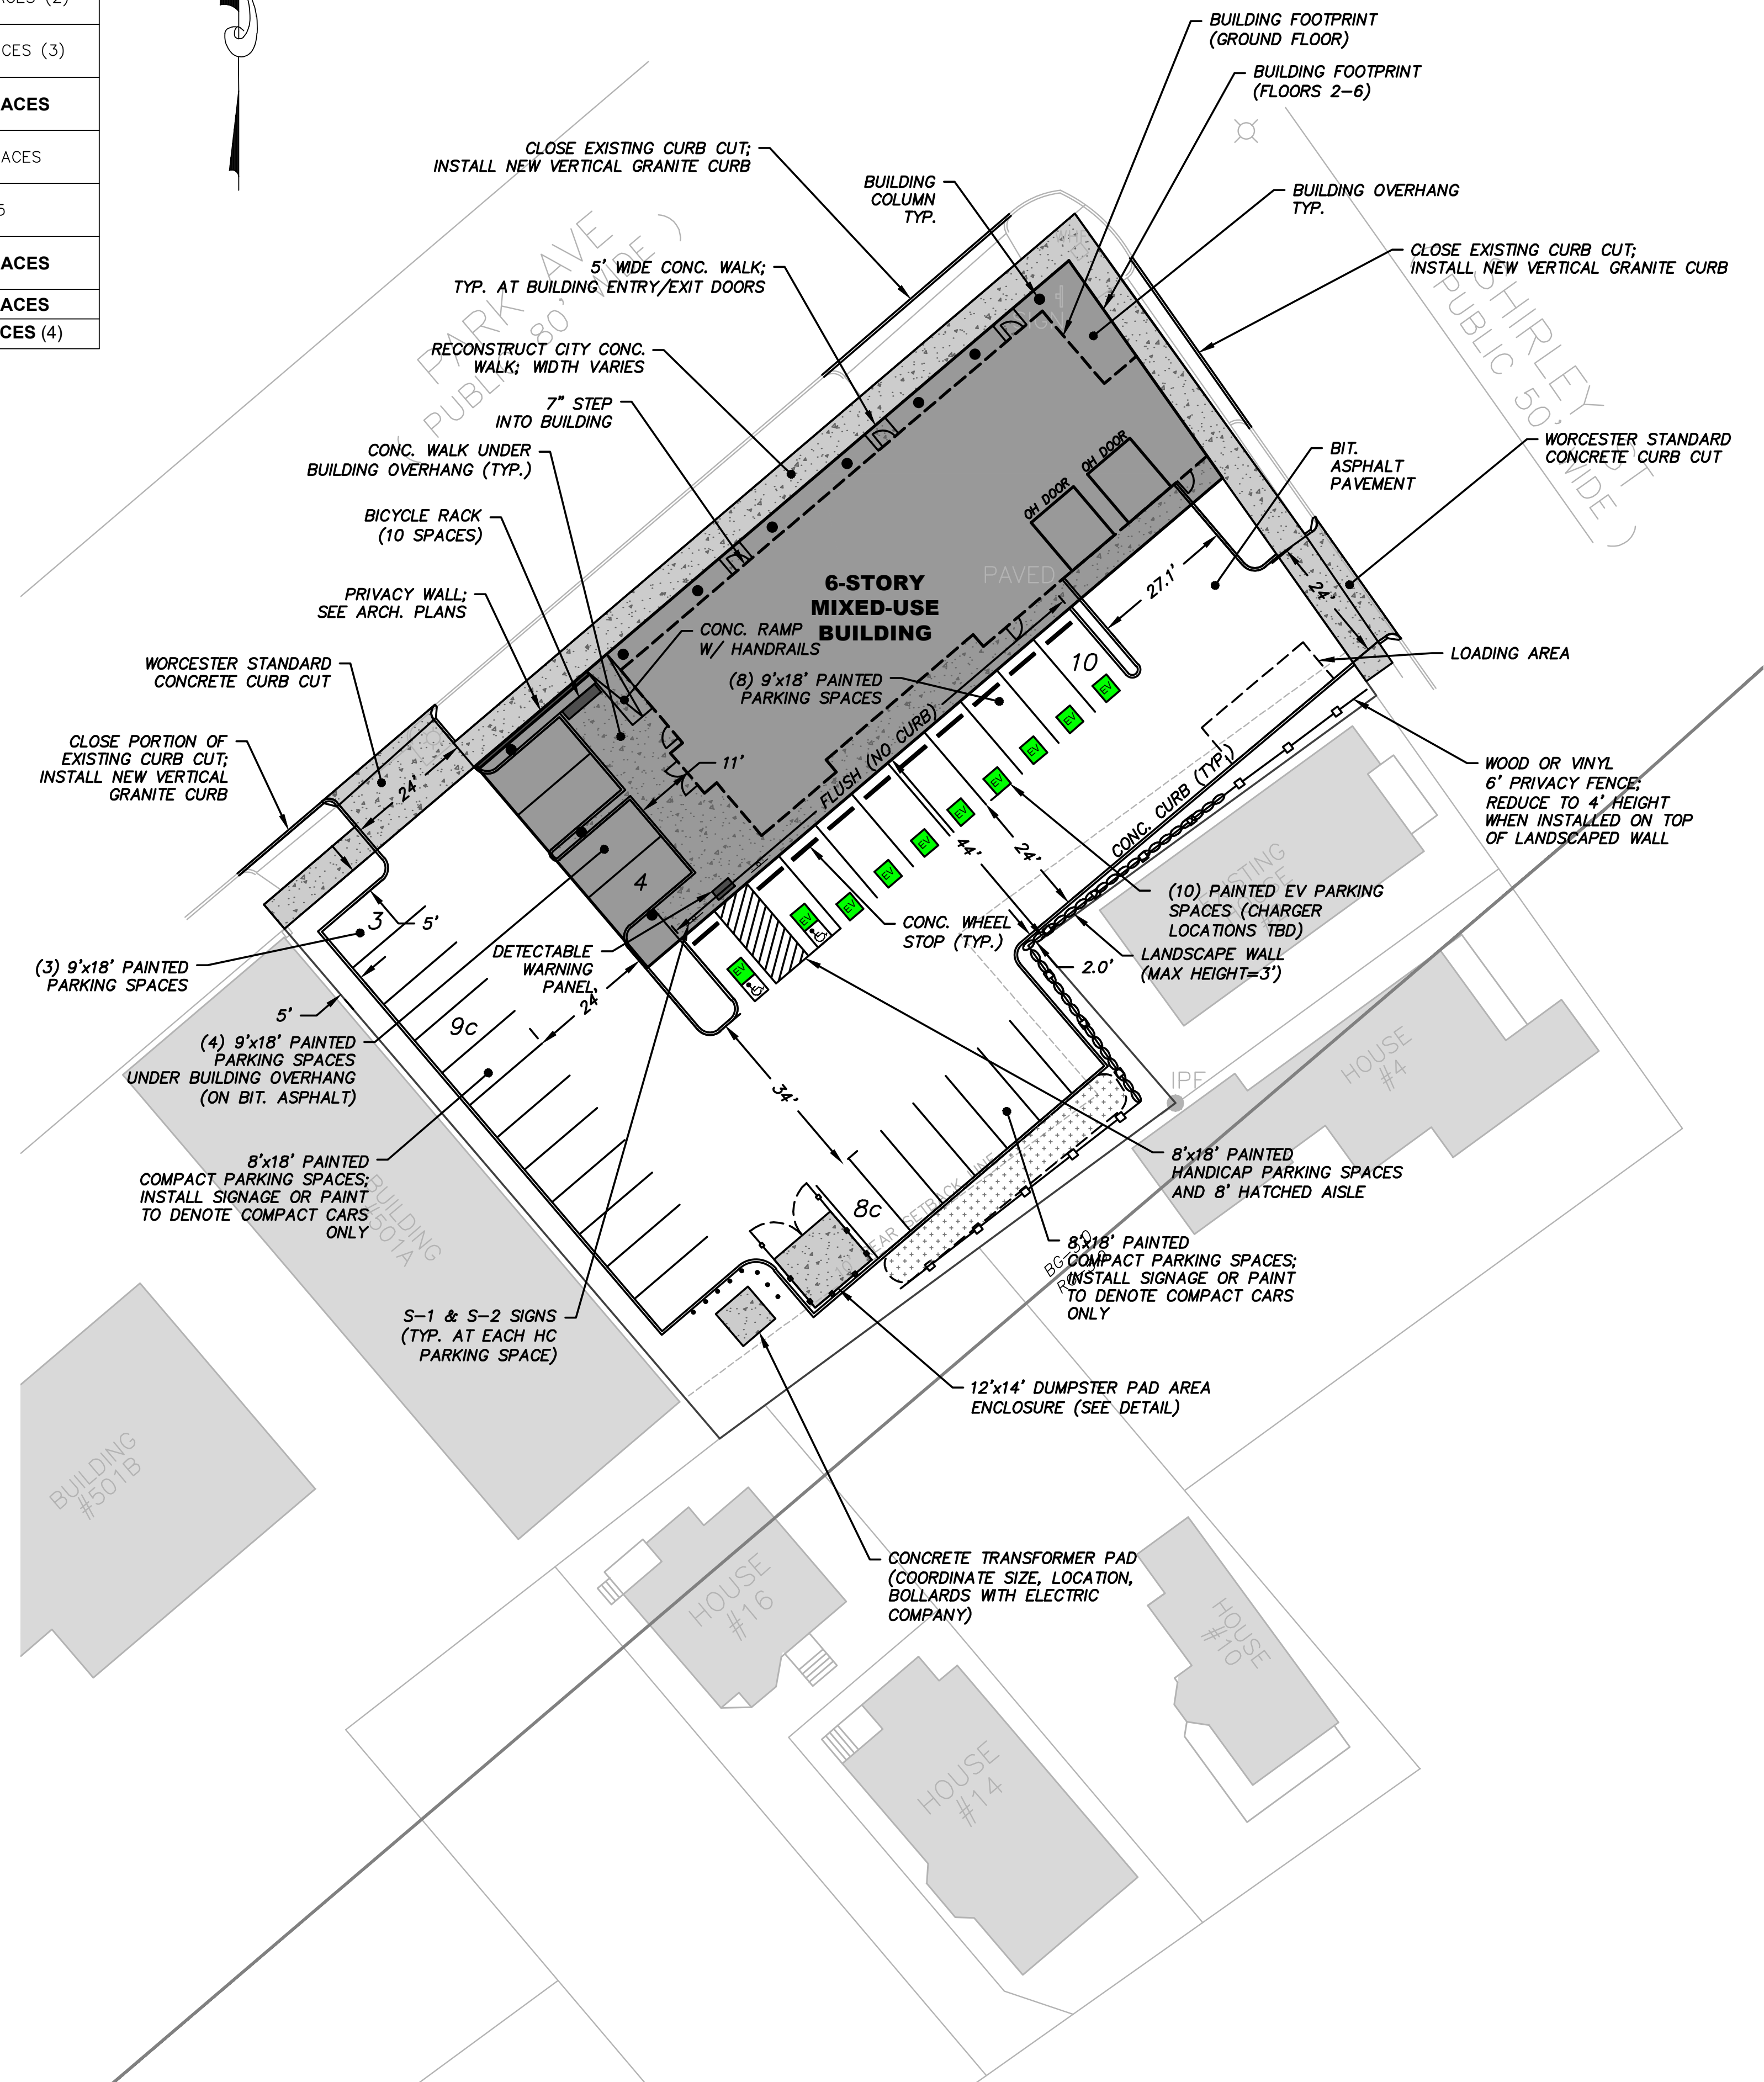 CES (3)
ACES
ACES
5
ACES
ACES
CES (4)
BUILDING FOOTPRINT
(GROUND FLOOR)
BUILDING FOOTPRINT
(FLOORS 2-6)
CLOSE EXISTING CURB CUT;
INSTALL NEW VERTICAL GRANITE CURB
BUILDING
COLUMN
TYP.
BUILDING OVERHANG
TYP.
CLOSE EXISTING CURB CUT;
INSTALL NEW VERTICAL GRANITE CURB
PARK AVE
( PUBLIC 80' WIDE )
SHIRLEY ST
( PUBLIC 50' WIDE )
5' WIDE CONC. WALK;
TYP. AT BUILDING ENTRY/EXIT DOORS
RECONSTRUCT CITY CONC.
WALK; WIDTH VARIES
7" STEP
INTO BUILDING
CONC. WALK UNDER
BUILDING OVERHANG (TYP.)
BICYCLE RACK
(10 SPACES)
PRIVACY WALL;
SEE ARCH. PLANS
WORCESTER STANDARD
CONCRETE CURB CUT
CLOSE PORTION OF
EXISTING CURB CUT;
INSTALL NEW VERTICAL
GRANITE CURB
WORCESTER STANDARD
CONCRETE CURB CUT
BIT.
ASPHALT
PAVEMENT
OH DOOR
OH DOOR
PAVED
6-STORY
MIXED-USE
BUILDING
CONC. RAMP
W/ HANDRAILS
(8) 9'x18' PAINTED
PARKING SPACES
10
27.1'
24'
LOADING AREA
FLUSH (NO CURB)
CONC. CURB (TYP.)
11'
24'
44'
24'
EV
EV
EV
EV
EV
EV
EV
EV
EV
EV
WOOD OR VINYL
6' PRIVACY FENCE;
REDUCE TO 4' HEIGHT
WHEN INSTALLED ON TOP
OF LANDSCAPED WALL
(10) PAINTED EV PARKING
SPACES (CHARGER
LOCATIONS TBD)
LANDSCAPE WALL
(MAX HEIGHT=3')
2.0'
CONC. WHEEL
STOP (TYP.)
DETECTABLE
WARNING
PANEL
4
3
5'
24'
(3) 9'x18' PAINTED
PARKING SPACES
5'
9c
(4) 9'x18' PAINTED
PARKING SPACES
UNDER BUILDING OVERHANG
(ON BIT. ASPHALT)
8'x18' PAINTED
COMPACT PARKING SPACES;
INSTALL SIGNAGE OR PAINT
TO DENOTE COMPACT CARS
ONLY
34'
8c
IPF
HOUSE
#4
8'x18' PAINTED
HANDICAP PARKING SPACES
AND 8' HATCHED AISLE
8'x18' PAINTED
COMPACT PARKING SPACES;
INSTALL SIGNAGE OR PAINT
TO DENOTE COMPACT CARS
ONLY
REAR SETBACK LINE
S-1 & S-2 SIGNS
(TYP. AT EACH HC
PARKING SPACE)
12'x14' DUMPSTER PAD AREA
ENCLOSURE (SEE DETAIL)
CONCRETE TRANSFORMER PAD
(COORDINATE SIZE, LOCATION,
BOLLARDS WITH ELECTRIC
COMPANY)
BUILDING
#501A
BUILDING
#501B
HOUSE
#16
HOUSE
#14
HOUSE
#10